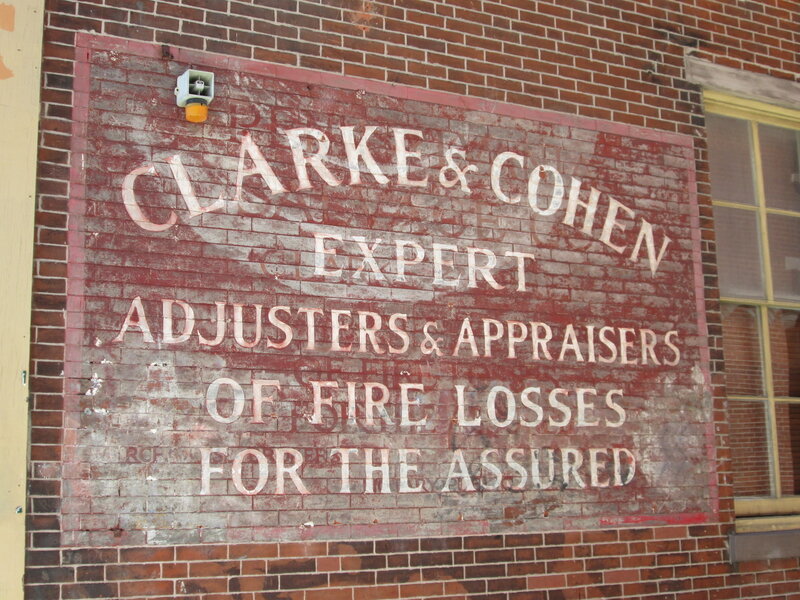 CLARKE & COHEN
EXPERT
ADJUSTERS & APPRAISERS
OF FIRE LOSSES
FOR THE ASSURED